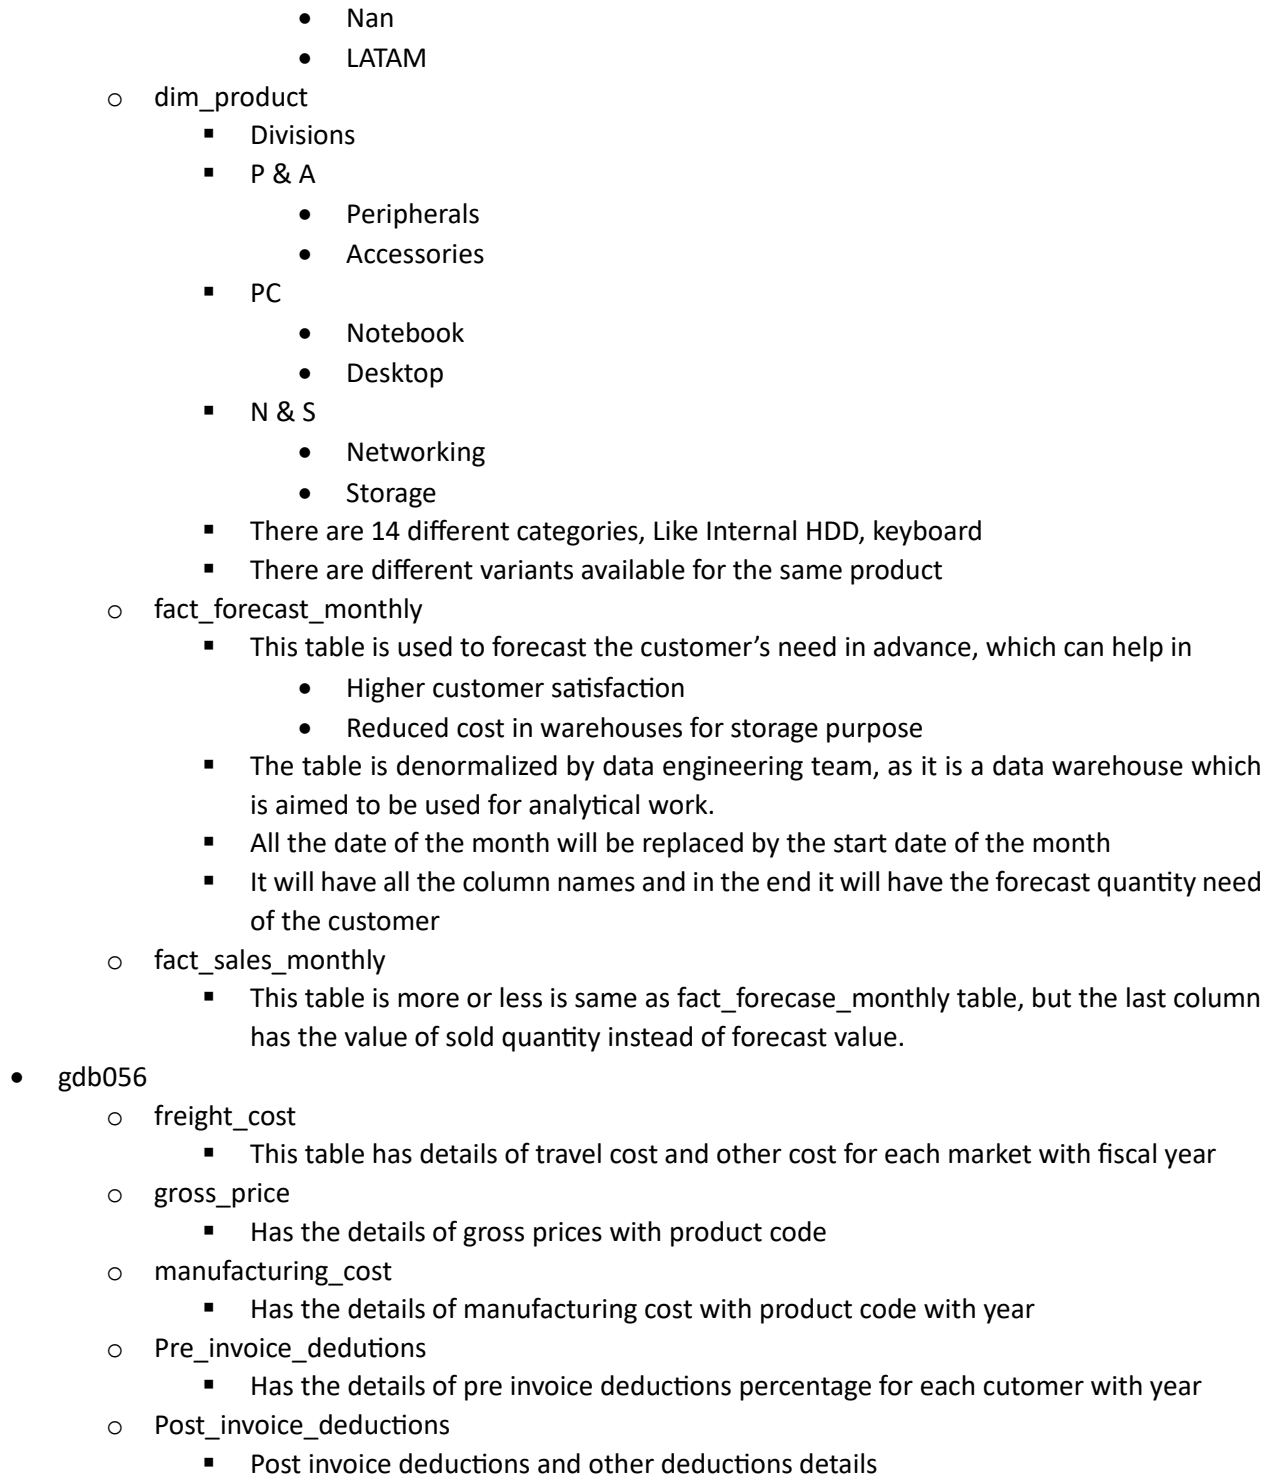 • Nan
• LATAM
o dim_product
▪ Divisions
▪ P & A
• Peripherals
• Accessories
▪ PC
• Notebook
• Desktop
▪ N & S
• Networking
• Storage
▪ There are 14 different categories, Like Internal HDD, keyboard
▪ There are different variants available for the same product
o fact_forecast_monthly
▪ This table is used to forecast the customer’s need in advance, which can help in
• Higher customer satisfaction
• Reduced cost in warehouses for storage purpose
▪ The table is denormalized by data engineering team, as it is a data warehouse which
is aimed to be used for analytical work.
▪ All the date of the month will be replaced by the start date of the month
▪ It will have all the column names and in the end it will have the forecast quantity need
of the customer
o fact_sales_monthly
▪ This table is more or less is same as fact_forecase_monthly table, but the last column
has the value of sold quantity instead of forecast value.
• gdb056
o freight_cost
▪ This table has details of travel cost and other cost for each market with fiscal year
o gross_price
▪ Has the details of gross prices with product code
o manufacturing_cost
▪ Has the details of manufacturing cost with product code with year
o Pre_invoice_dedutions
▪ Has the details of pre invoice deductions percentage for each cutomer with year
o Post_invoice_deductions
▪ Post invoice deductions and other deductions details